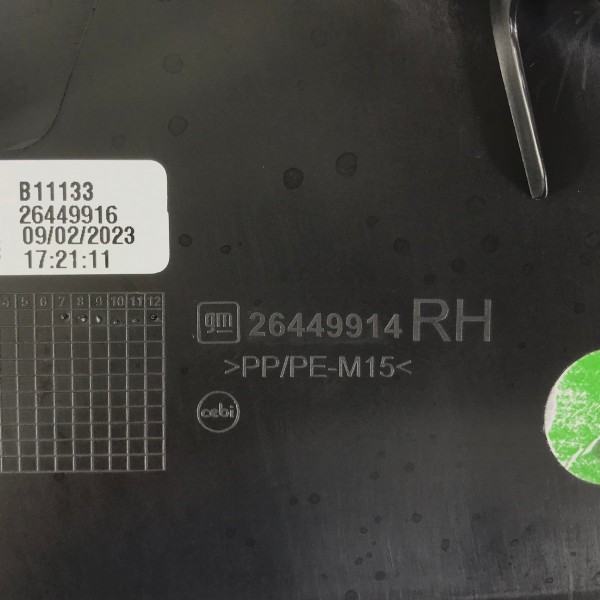 B11133
26449916
09/02/2023
17:21:11
4 5 6 7 8 9 10 11 12
gm 26449914 RH
>PP/PE-M15<
cebi